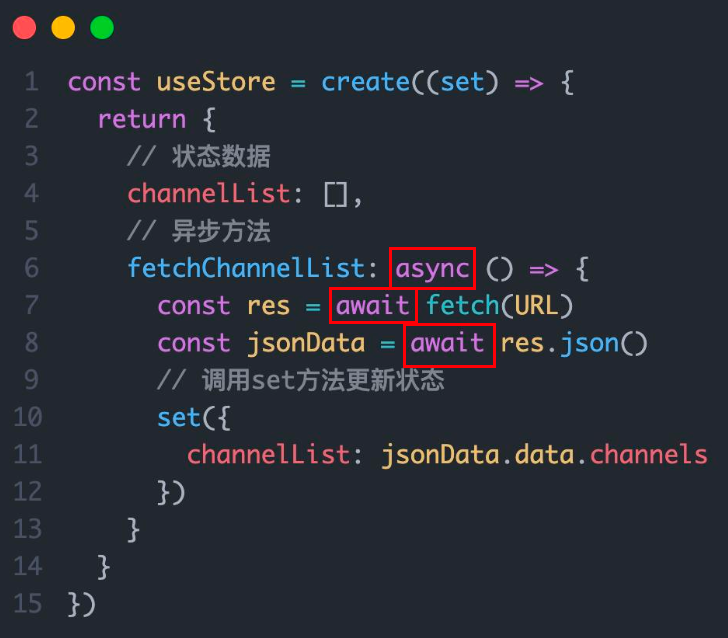 1 const useStore = create((set) => {
2 return {
3 // 状态数据
4 channelList: [],
5 // 异步方法
6 fetchChannelList: async () => {
7 const res = await fetch(URL)
8 const jsonData = await res.json()
9 // 调用set方法更新状态
10 set({
11 channelList: jsonData.data.channels
12 })
13 }
14 }
15 })